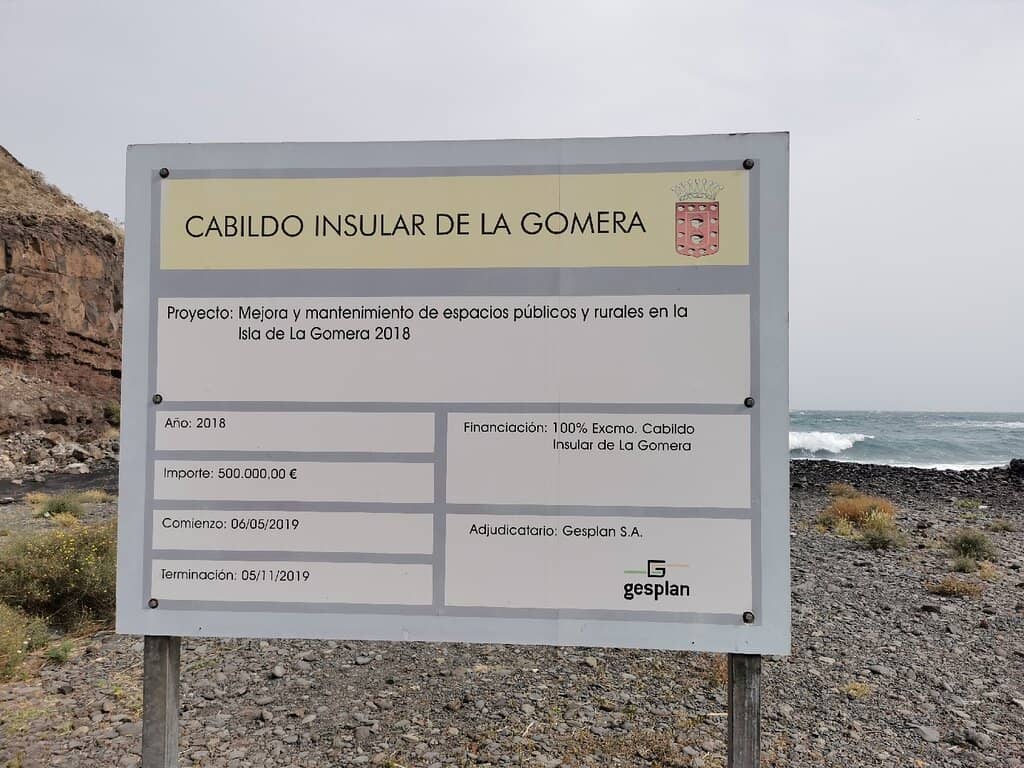 CABILDO INSULAR DE LA GOMERA
Proyecto: Mejora y mantenimiento de espacios públicos y rurales en la
Isla de La Gomera 2018
Año: 2018
Importe: 500.000,00 €
Comienzo: 06/05/2019
Terminación: 05/11/2019
Financiación: 100% Excmo. Cabildo
Insular de La Gomera
Adjudicatario: Gesplan S.A.
gesplan